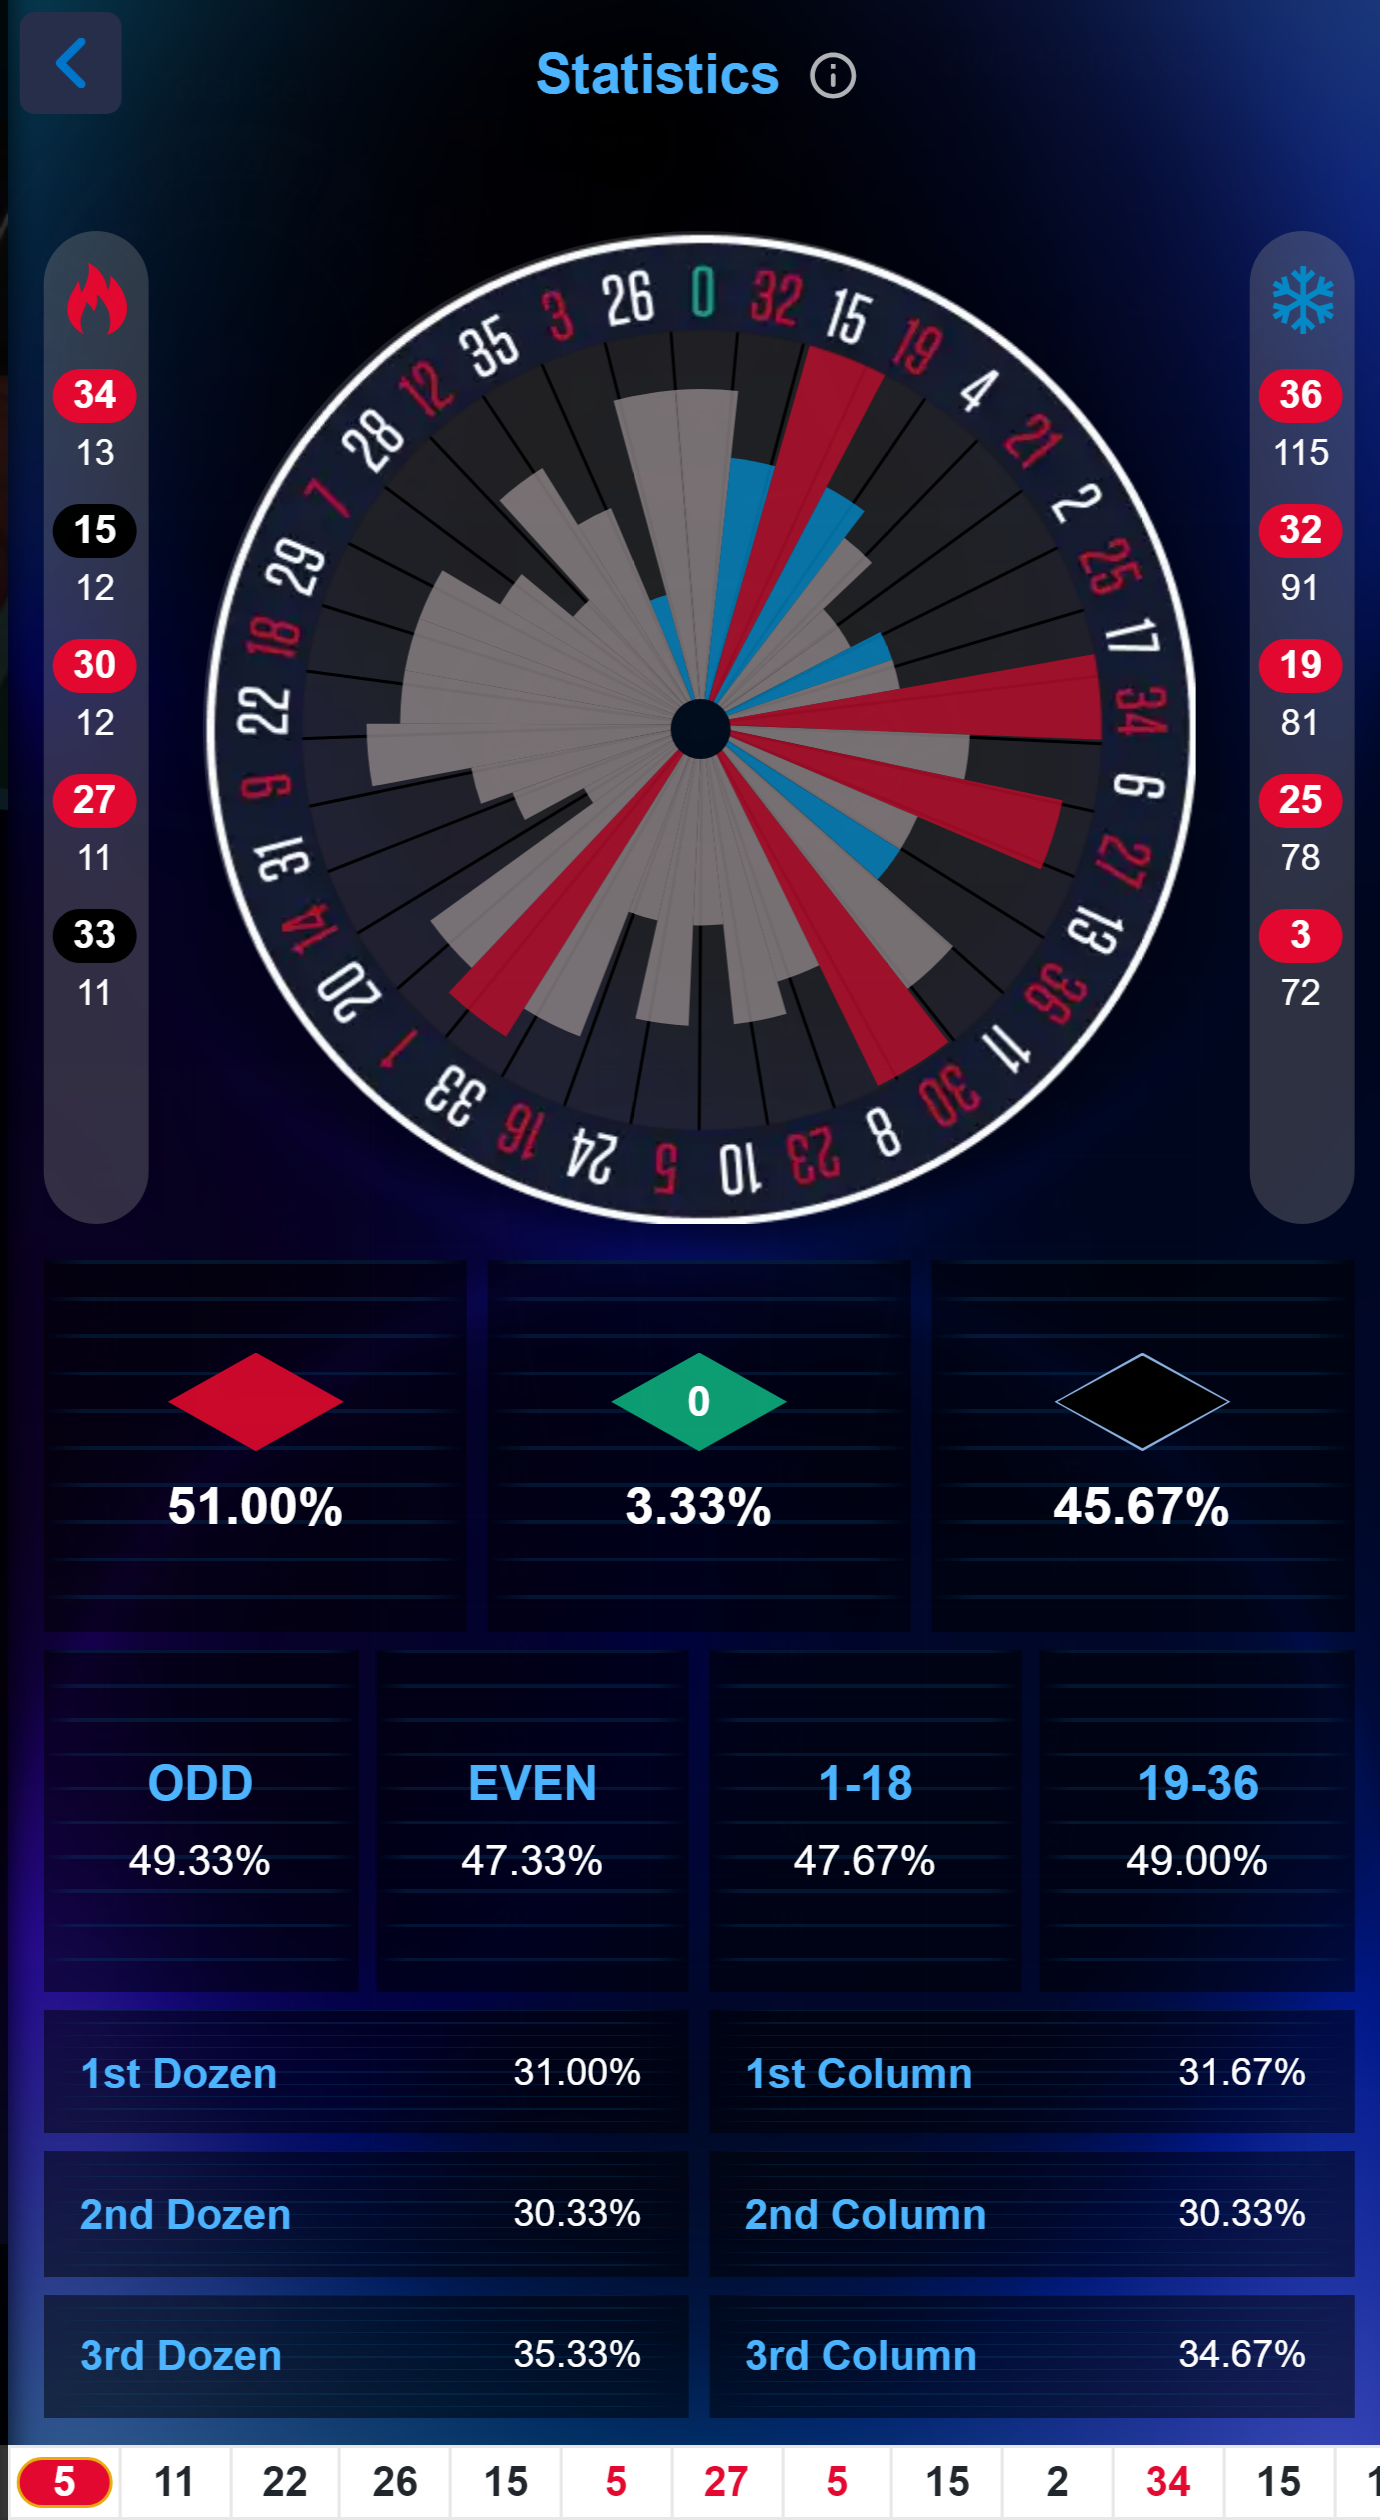 Statistics
34
13
15
12
30
12
27
11
33
11
0 32 15 19 4 21 2 25 17 34 6 27 13 36 11 30 8 23 10 5 24 16 33 1 20 14 31 9 22 18 29 7 28 12 35 3 26
36
115
32
91
19
81
25
78
3
72
0
51.00% 3.33% 45.67%
ODD EVEN 1-18 19-36
49.33% 47.33% 47.67% 49.00%
1st Dozen 31.00% 1st Column 31.67%
2nd Dozen 30.33% 2nd Column 30.33%
3rd Dozen 35.33% 3rd Column 34.67%
5 11 22 26 15 5 27 5 15 2 34 15